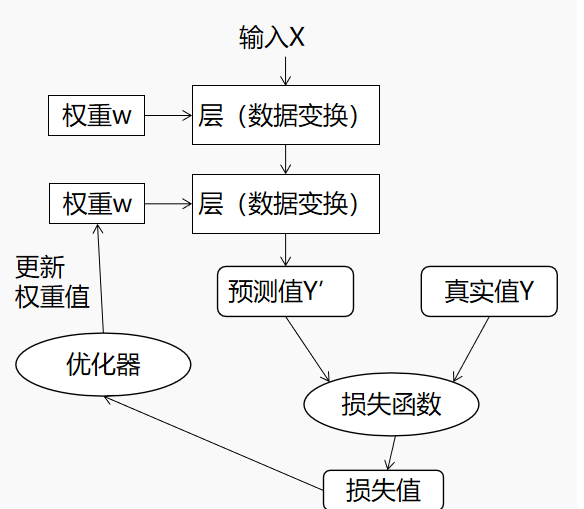 输入X
权重w
层（数据变换）
权重w
层（数据变换）
更新
权重值
预测值Y’
真实值Y
优化器
损失函数
损失值